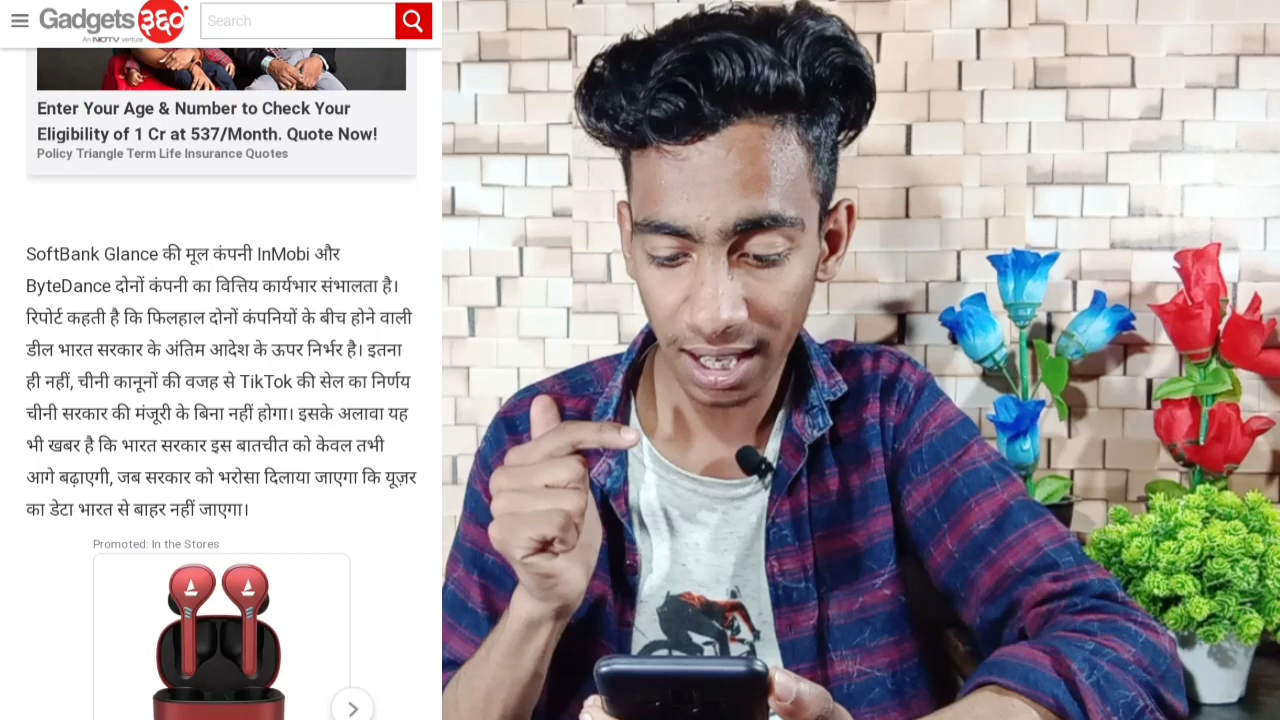 Gadgets ३६०
An NDTV venture
Search
Enter Your Age & Number to Check Your
Eligibility of 1 Cr at 537/Month. Quote Now!
Policy Triangle Term Life Insurance Quotes
SoftBank Glance की मूल कंपनी InMobi और
ByteDance दोनों कंपनी का वित्तिय कार्यभार संभालता है।
रिपोर्ट कहती है कि फिलहाल दोनों कंपनियों के बीच होने वाली
डील भारत सरकार के अंतिम आदेश के ऊपर निर्भर है। इतना
ही नहीं, चीनी कानूनों की वजह से TikTok की सेल का निर्णय
चीनी सरकार की मंजूरी के बिना नहीं होगा। इसके अलावा यह
भी खबर है कि भारत सरकार इस बातचीत को केवल तभी
आगे बढ़ाएगी, जब सरकार को भरोसा दिलाया जाएगा कि यूज़र
का डेटा भारत से बाहर नहीं जाएगा।
Promoted: In the Stores